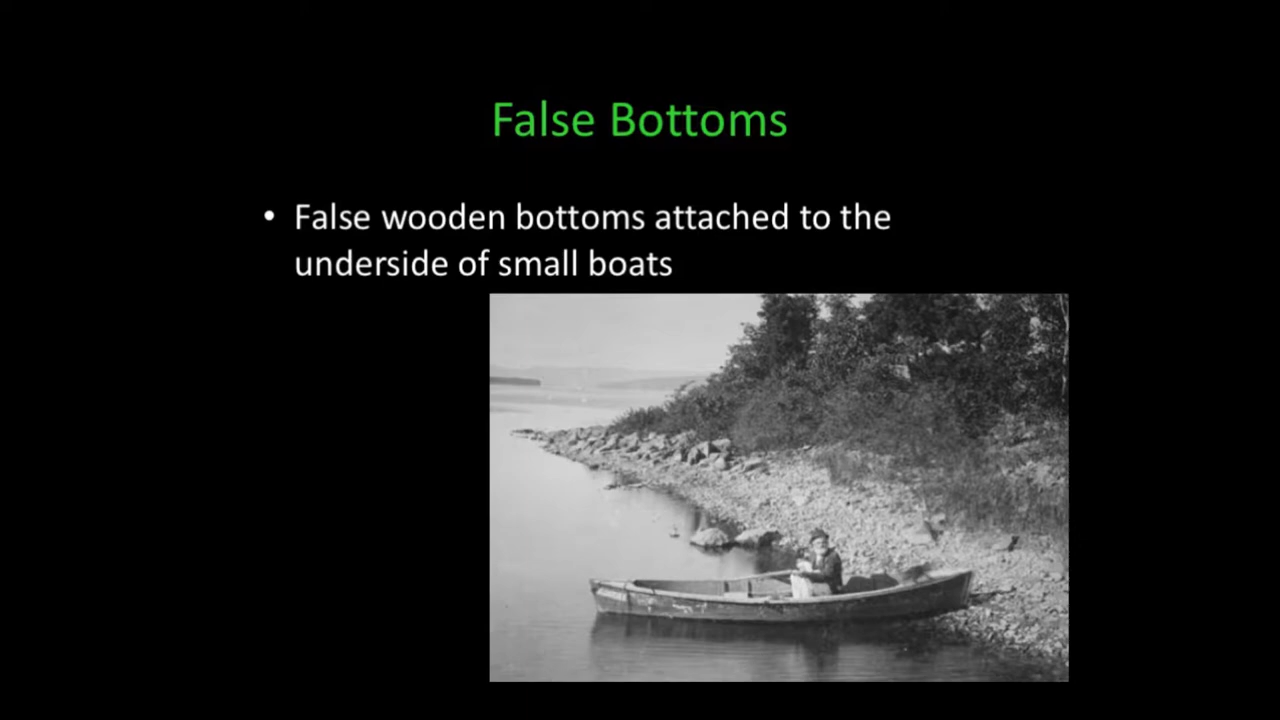 False Bottoms
• False wooden bottoms attached to the
underside of small boats